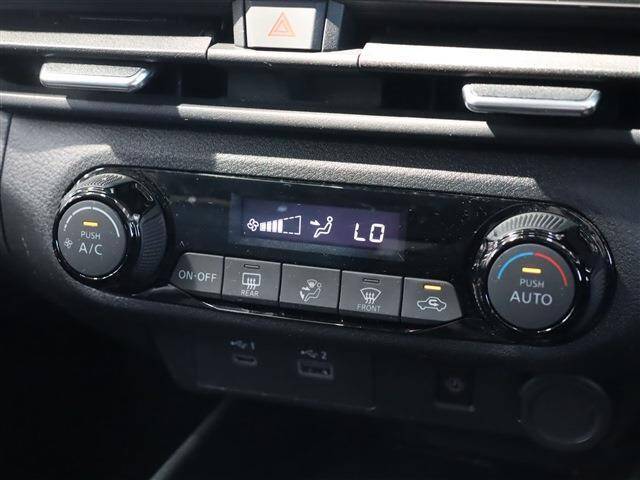 LO
PUSH
A/C
ON·OFF
REAR
FRONT
PUSH
AUTO
1
2